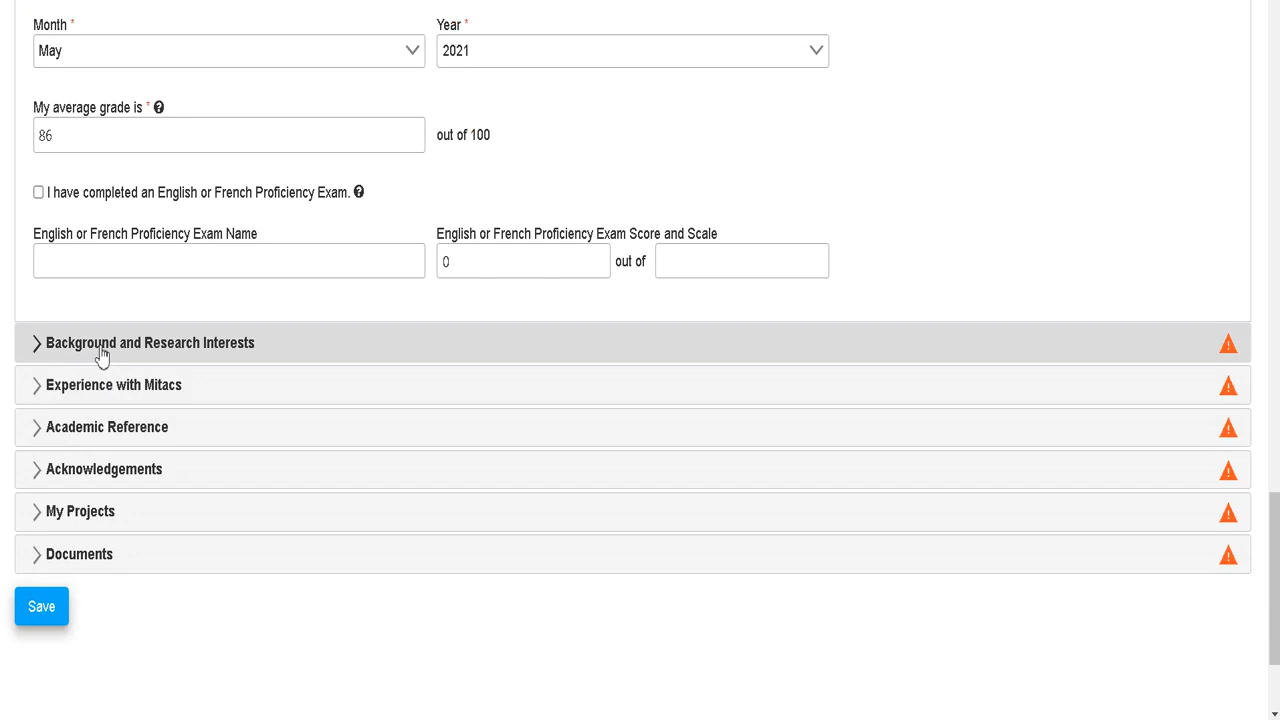 Month * Year *
May 2021
My average grade is *
86 out of 100
I have completed an English or French Proficiency Exam.
English or French Proficiency Exam Name English or French Proficiency Exam Score and Scale
0 out of
Background and Research Interests
Experience with Mitacs
Academic Reference
Acknowledgements
My Projects
Documents
Save